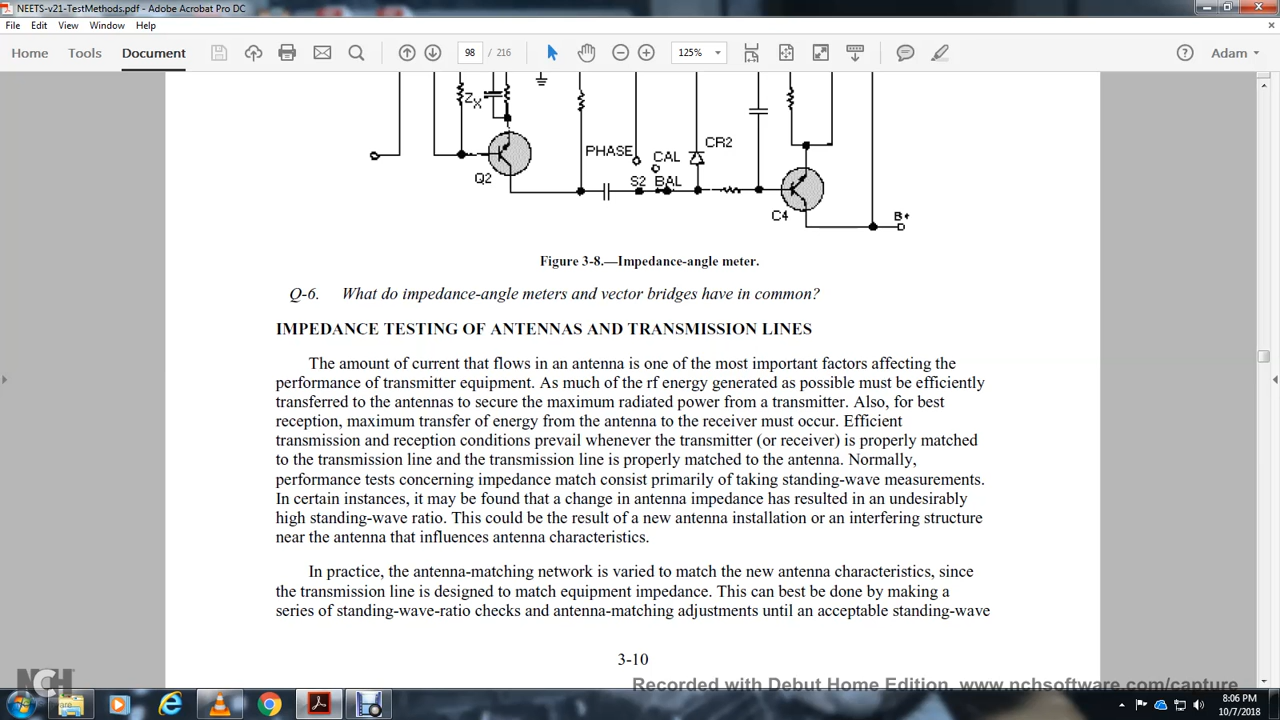 NEETS-v21-TestMethods.pdf - Adobe Acrobat Pro DC
File Edit View Window Help
Home Tools Document 98 / 216 125% Adam
Zx
PHASE CAL CR2
Q2 S2 BAL
C4 B+
Figure 3-8.—Impedance-angle meter.
Q-6. What do impedance-angle meters and vector bridges have in common?
IMPEDANCE TESTING OF ANTENNAS AND TRANSMISSION LINES
The amount of current that flows in an antenna is one of the most important factors affecting the
performance of transmitter equipment. As much of the rf energy generated as possible must be efficiently
transferred to the antennas to secure the maximum radiated power from a transmitter. Also, for best
reception, maximum transfer of energy from the antenna to the receiver must occur. Efficient
transmission and reception conditions prevail whenever the transmitter (or receiver) is properly matched
to the transmission line and the transmission line is properly matched to the antenna. Normally,
performance tests concerning impedance match consist primarily of taking standing-wave measurements.
In certain instances, it may be found that a change in antenna impedance has resulted in an undesirably
high standing-wave ratio. This could be the result of a new antenna installation or an interfering structure
near the antenna that influences antenna characteristics.
In practice, the antenna-matching network is varied to match the new antenna characteristics, since
the transmission line is designed to match equipment impedance. This can best be done by making a
series of standing-wave-ratio checks and antenna-matching adjustments until an acceptable standing-wave
3-10
NCH
Recorded with Debut Home Edition. www.nchsoftware.com/capture
8:06 PM
10/7/2018